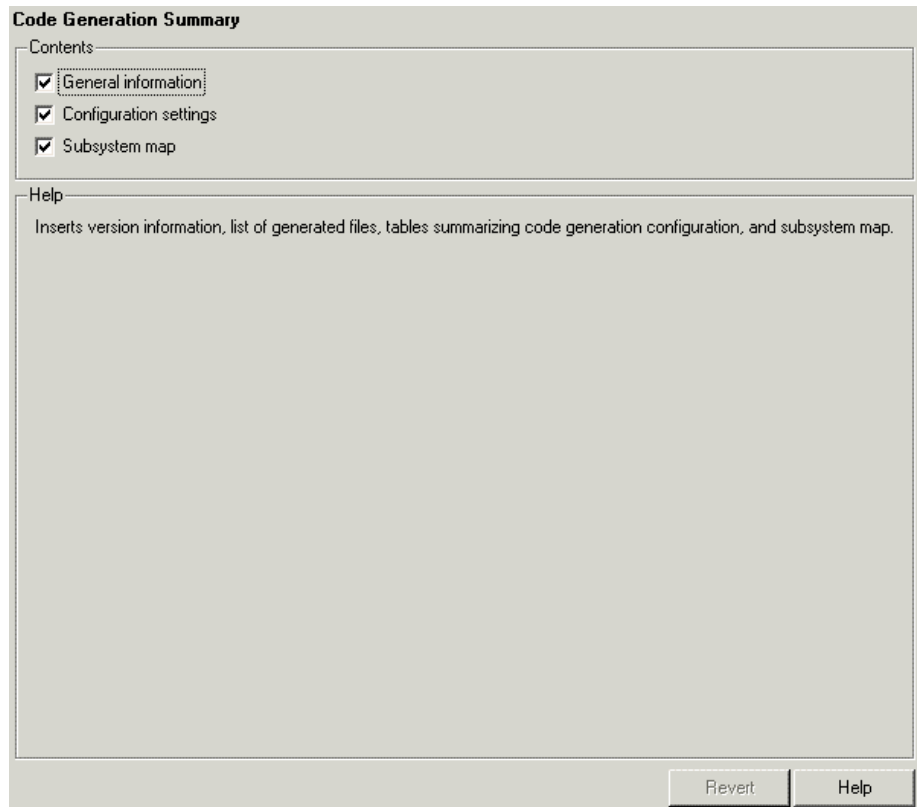 Code Generation Summary
Contents
General information
Configuration settings
Subsystem map
Help
Inserts version information, list of generated files, tables summarizing code generation configuration, and subsystem map.
Revert
Help